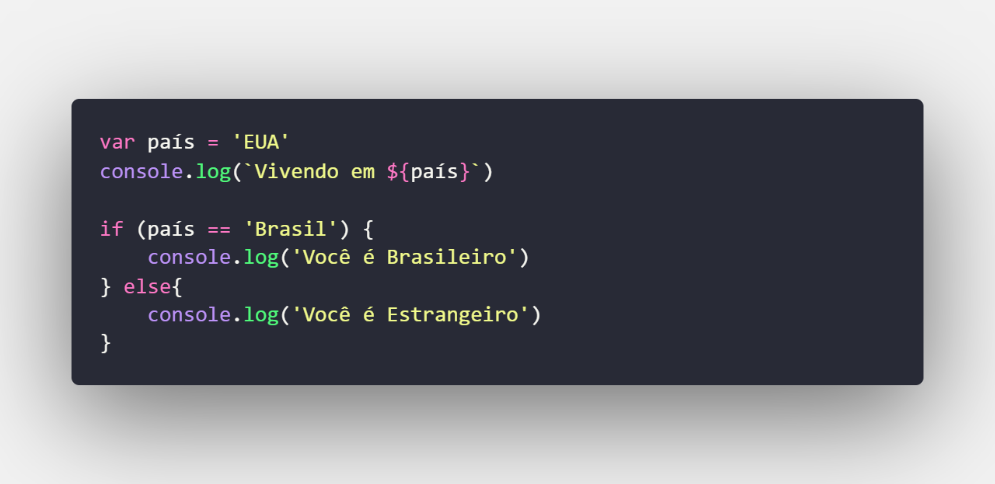 var país = 'EUA'
console.log(`Vivendo em ${país}`)
if (país == 'Brasil') {
console.log('Você é Brasileiro')
} else{
console.log('Você é Estrangeiro')
}